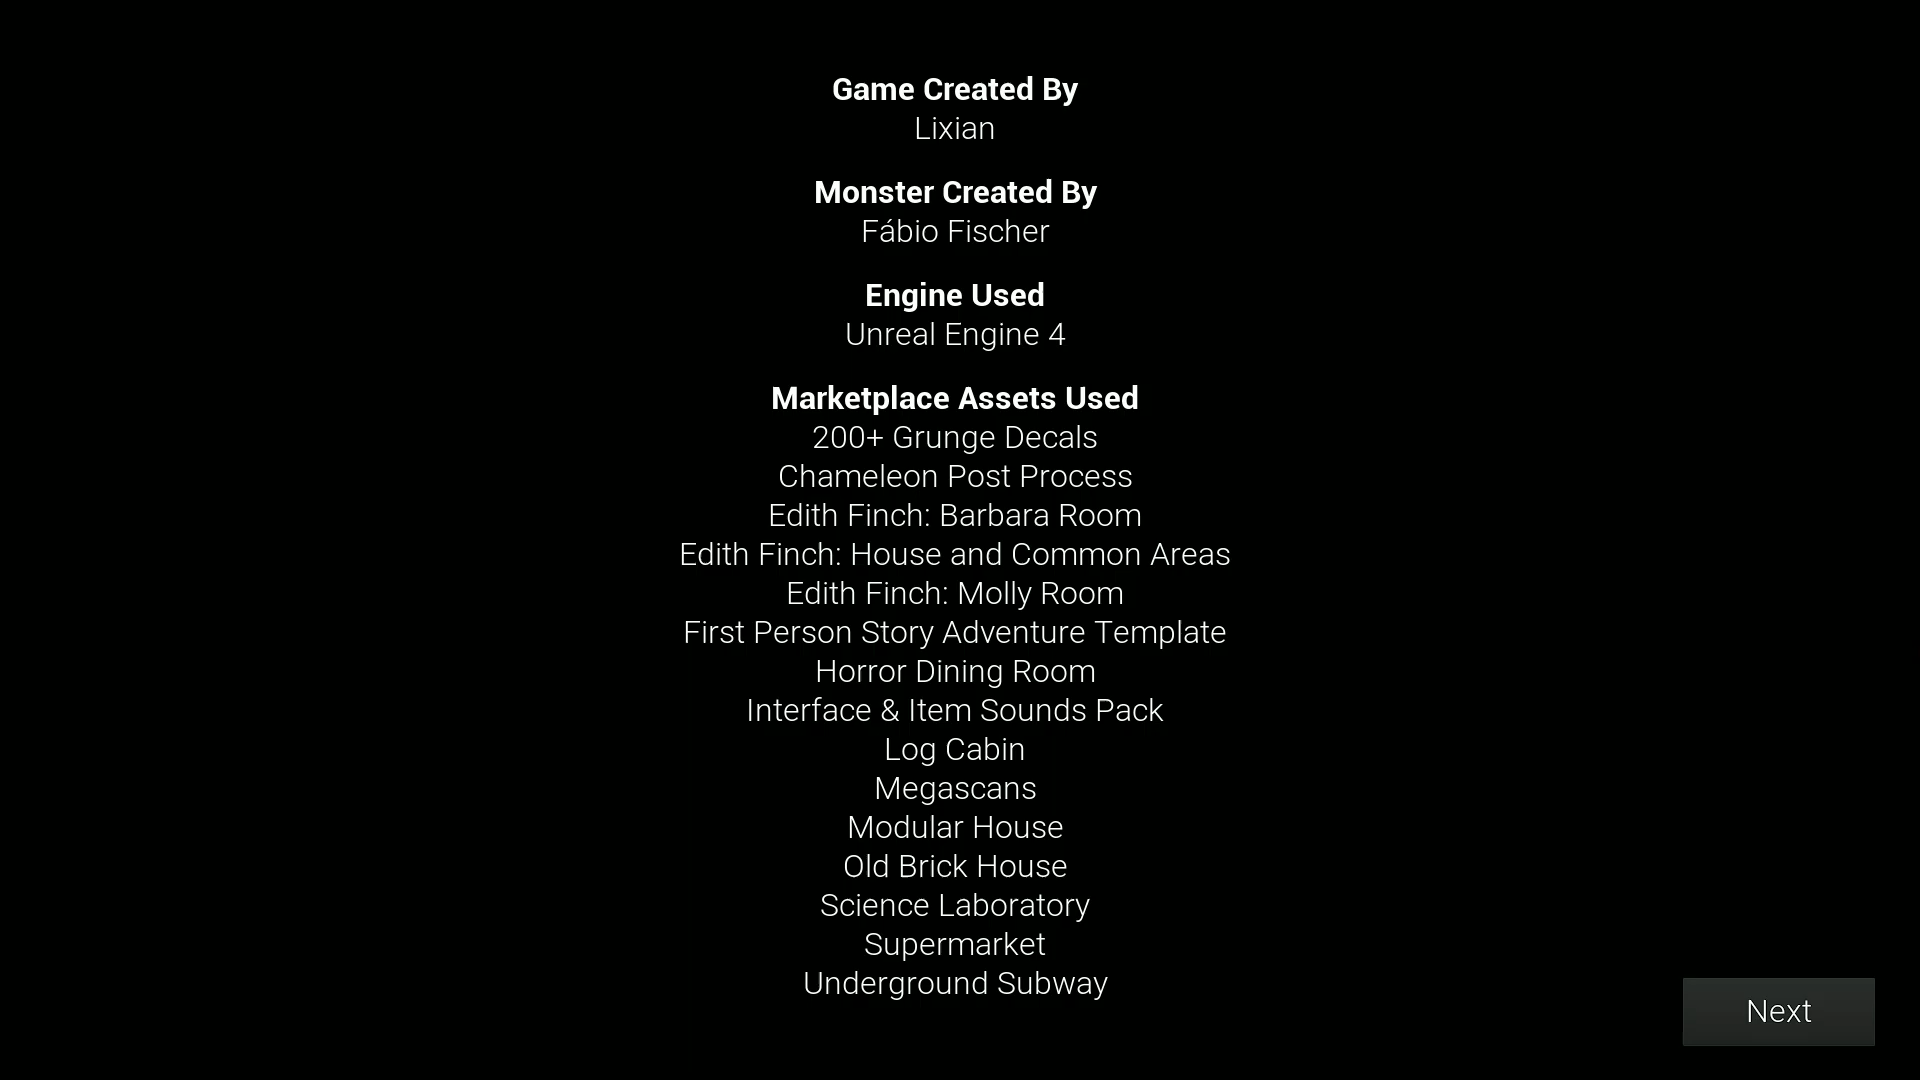 Game Created By
Lixian
Monster Created By
Fábio Fischer
Engine Used
Unreal Engine 4
Marketplace Assets Used
200+ Grunge Decals
Chameleon Post Process
Edith Finch: Barbara Room
Edith Finch: House and Common Areas
Edith Finch: Molly Room
First Person Story Adventure Template
Horror Dining Room
Interface & Item Sounds Pack
Log Cabin
Megascans
Modular House
Old Brick House
Science Laboratory
Supermarket
Underground Subway
Next